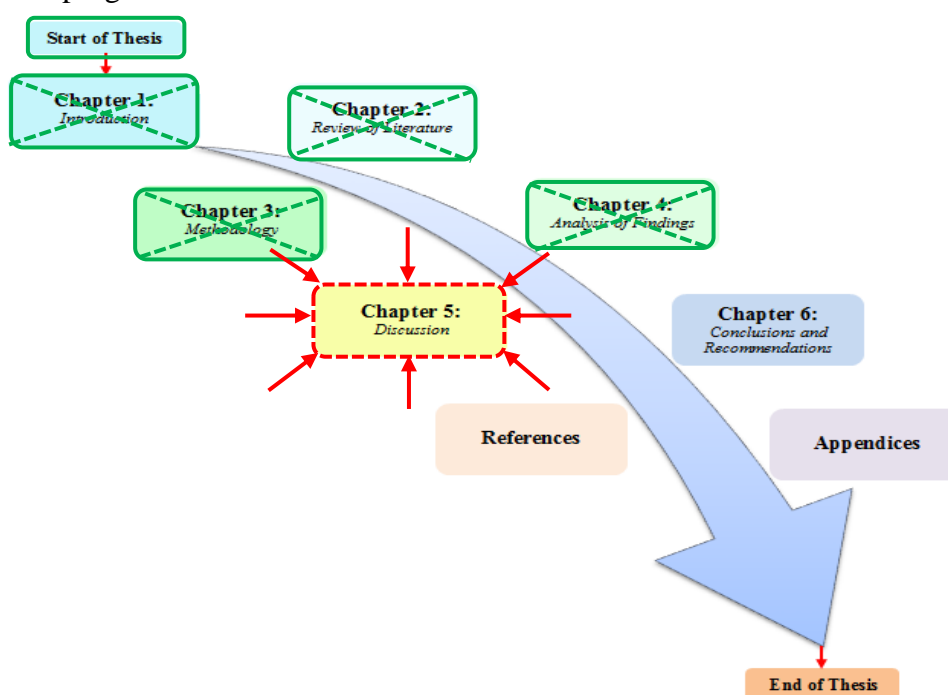 Start of Thesis
Chapter 1:
Introduction
Chapter 2:
Review of Literature
Chapter 3:
Methodology
Chapter 4:
Analysis of Findings
Chapter 5:
Discussion
Chapter 6:
Conclusions and
Recommendations
References
Appendices
End of Thesis